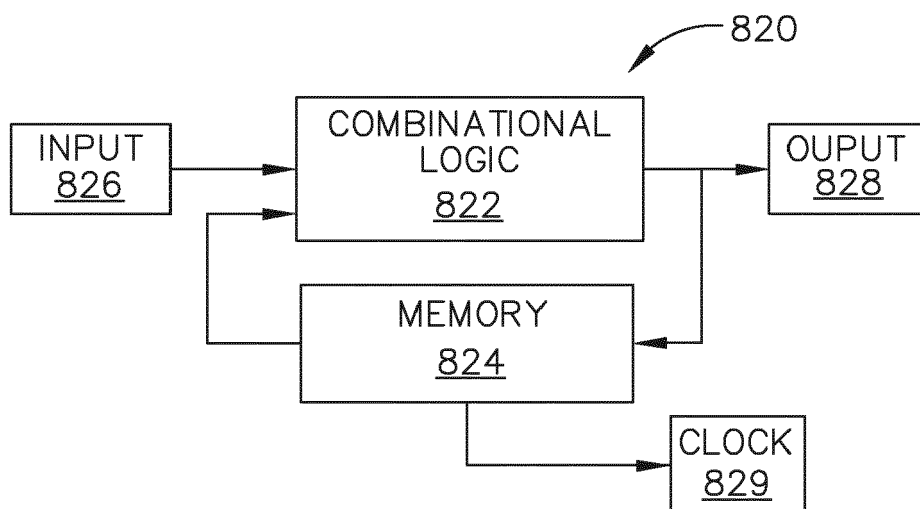 820
INPUT
826
COMBINATIONAL
LOGIC
822
OUPUT
828
MEMORY
824
CLOCK
829